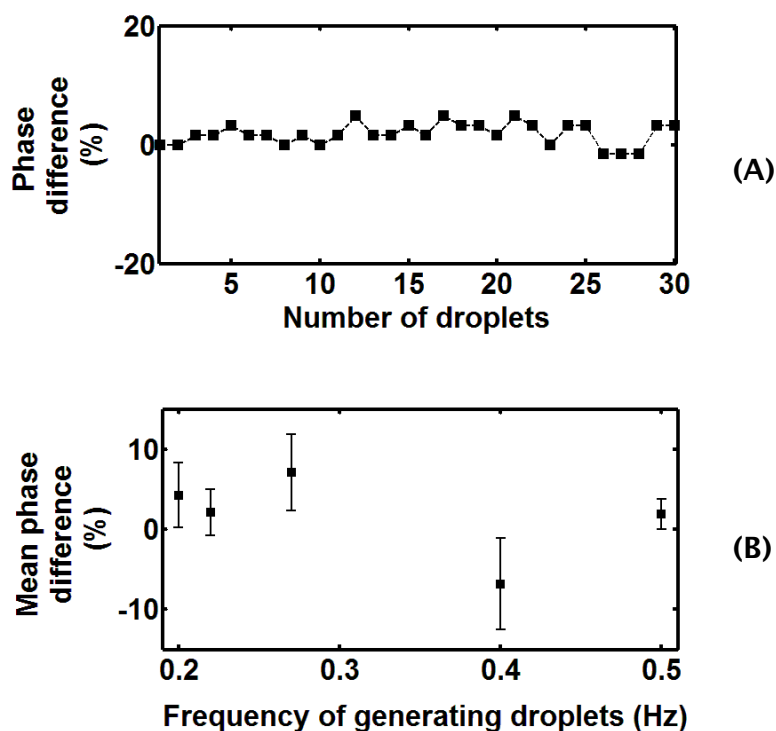 20
0
-20
Phase
difference
(%)
5 10 15 20 25 30
Number of droplets
(A)
10
0
-10
Mean phase
difference
(%)
0.2 0.3 0.4 0.5
Frequency of generating droplets (Hz)
(B)